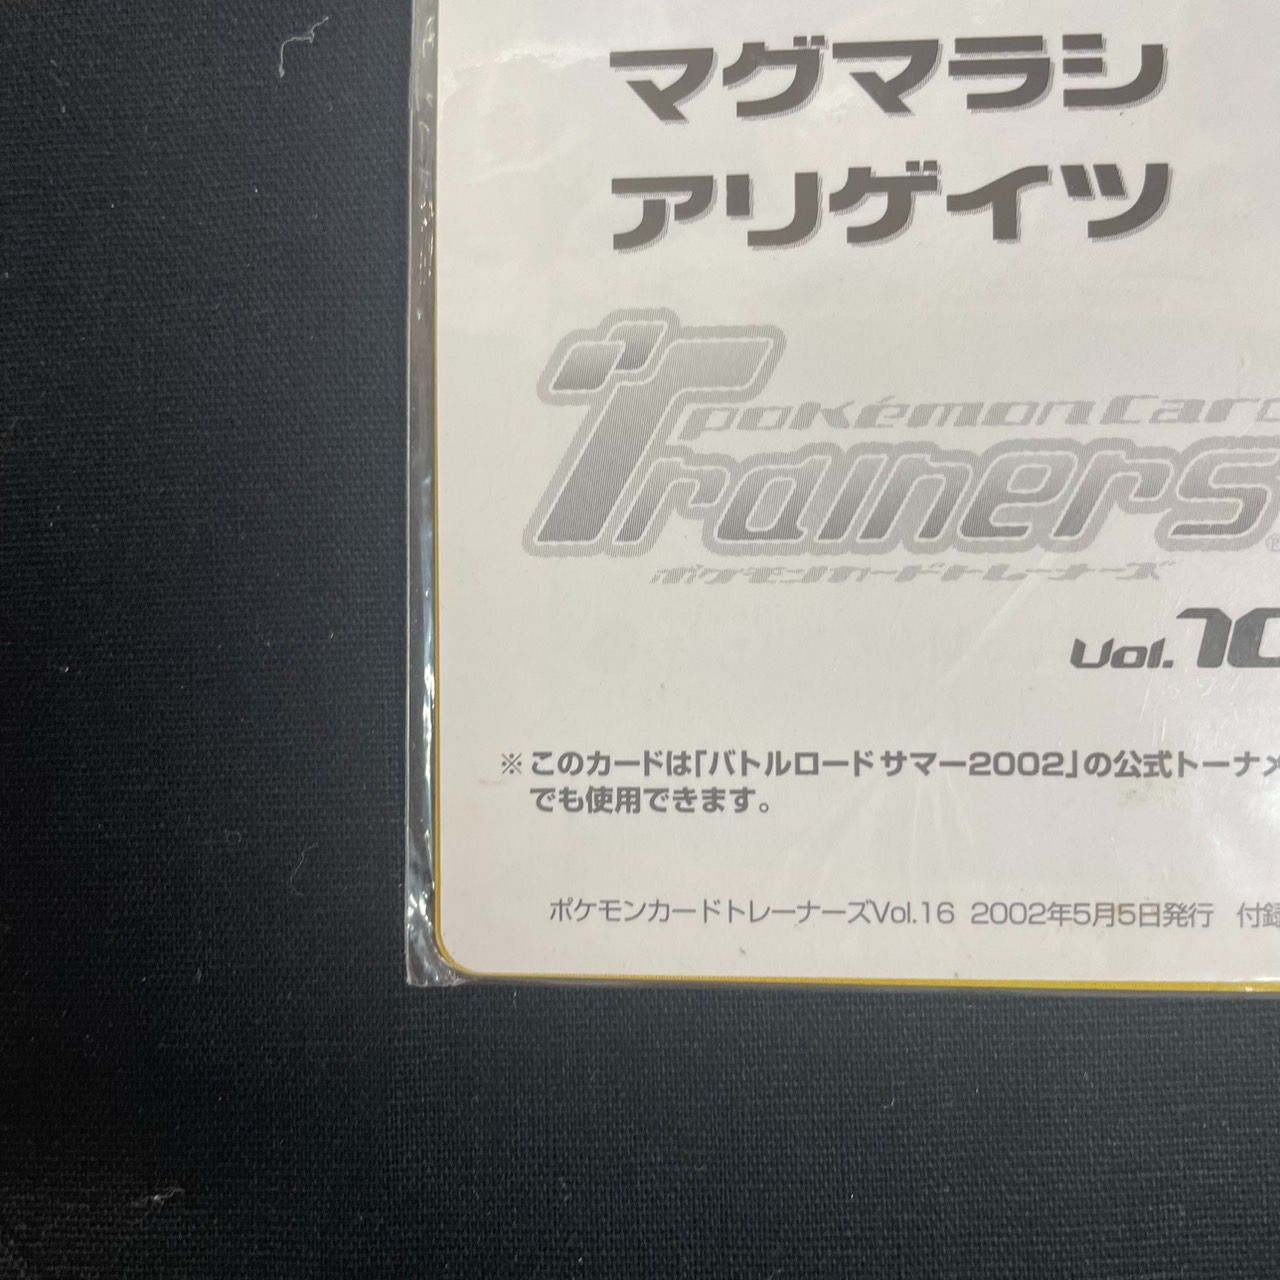 マグマラシ
アリゲイツ
pokémon card
Trainers
ポケモンカードトレーナーズ
Vol.
※このカードは「バトルロードサマー2002」の公式トーナメ
でも使用できます。
ポケモンカードトレーナーズVol.16 2002年5月5日発行 付録